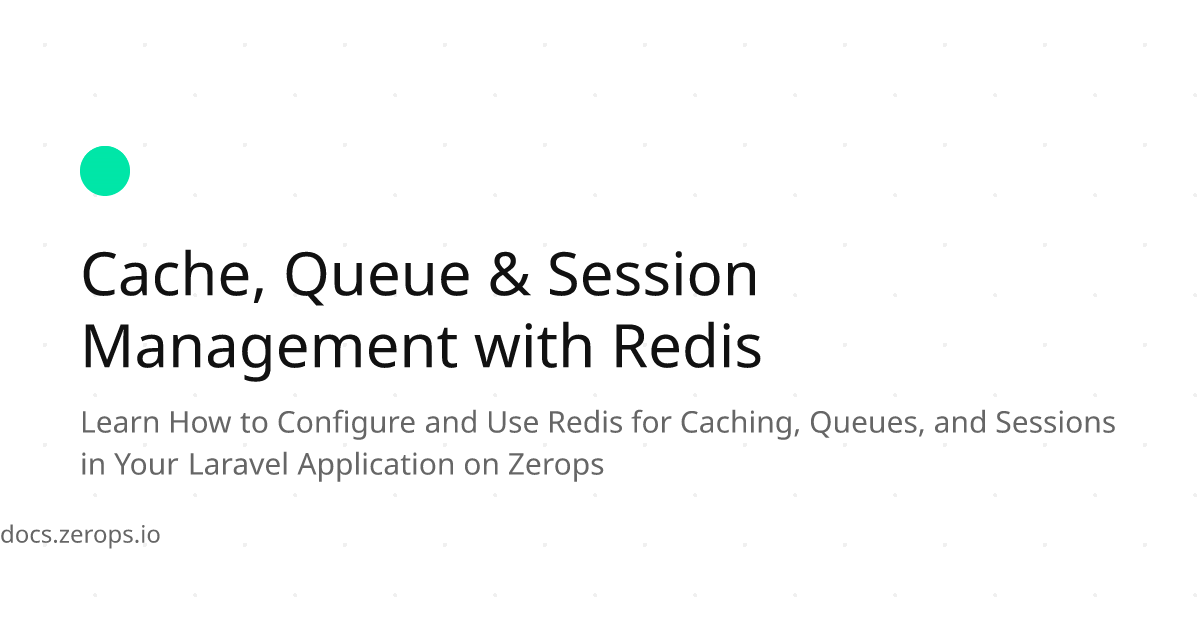 Cache, Queue & Session
Management with Redis
Learn How to Configure and Use Redis for Caching, Queues, and Sessions
in Your Laravel Application on Zerops
docs.zerops.io